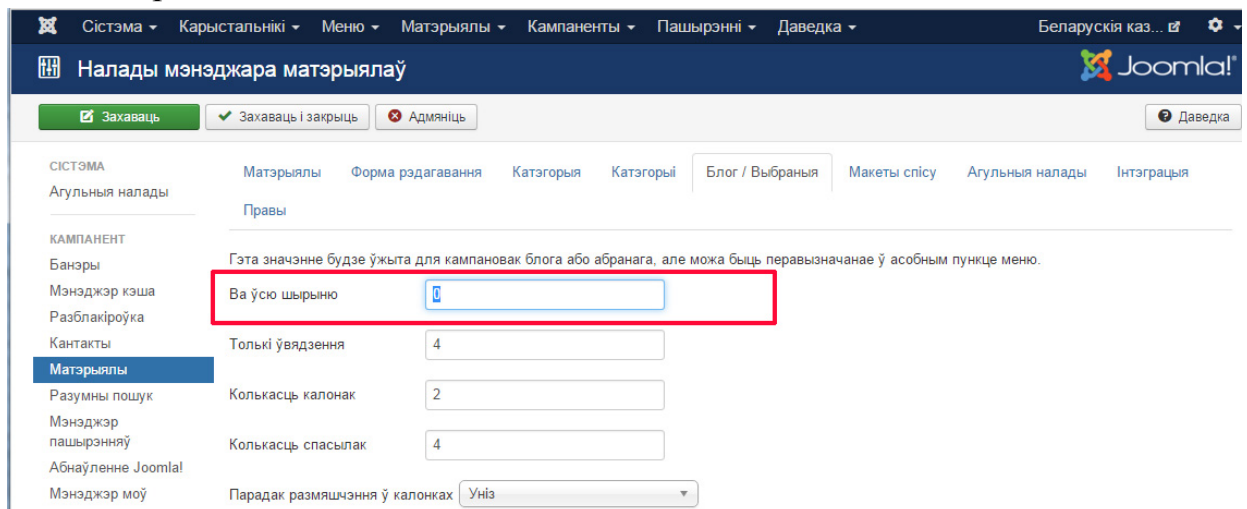 Сістэма Карыстальнікі Меню Матэрыялы Кампаненты Пашырэнні Даведка Беларускія каз...
Налады мэнэджара матэрыялаў Joomla!
Захаваць Захаваць і закрыць Адмяніць Даведка
СІСТЭМА
Агульныя налады
КАМПАНЕНТ
Банэры
Мэнэджэр кэша
Разблакіроўка
Кантакты
Матэрыялы
Разумны пошук
Мэнэджэр
пашырэнняў
Абнаўленне Joomla!
Мэнэджэр моў
Матэрыялы Форма рэдагавання Катэгорыя Катэгорыі Блог / Выбраныя Макеты спісу Агульныя налады Інтэграцыя
Правы
Гэта значэнне будзе ўжыта для кампановак блога або абранага, але можа быць перавызначанае ў асобным пункце меню.
Ва ўсю шырыню 0
Толькі ўвядзення 4
Колькасць калонак 2
Колькасць спасылак 4
Парадак размяшчэння ў калонках Уніз